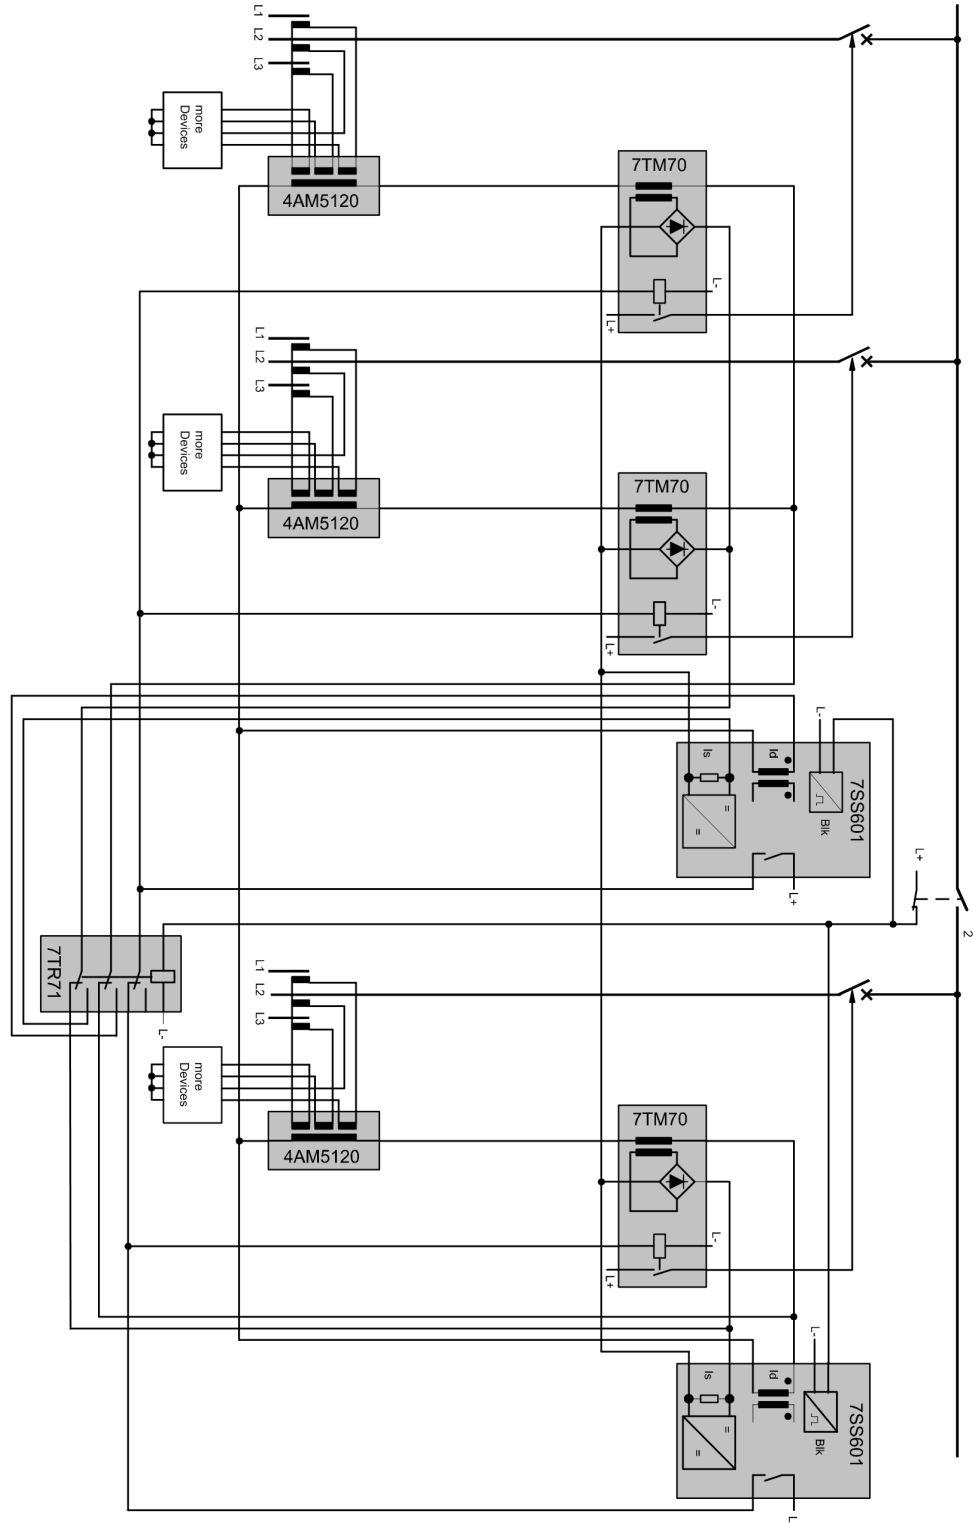 L1
L2
L3
more
Devices
4AM5120
7TM70
L-
L+
L1
L2
L3
more
Devices
4AM5120
7TM70
L-
L+
L-
Is
Id
7SS601
=
=
Blk
L+
L+
2
7TR71
L-
L1
L2
L3
more
Devices
4AM5120
7TM70
L-
L+
L-
Is
Id
7SS601
=
=
Blk
L